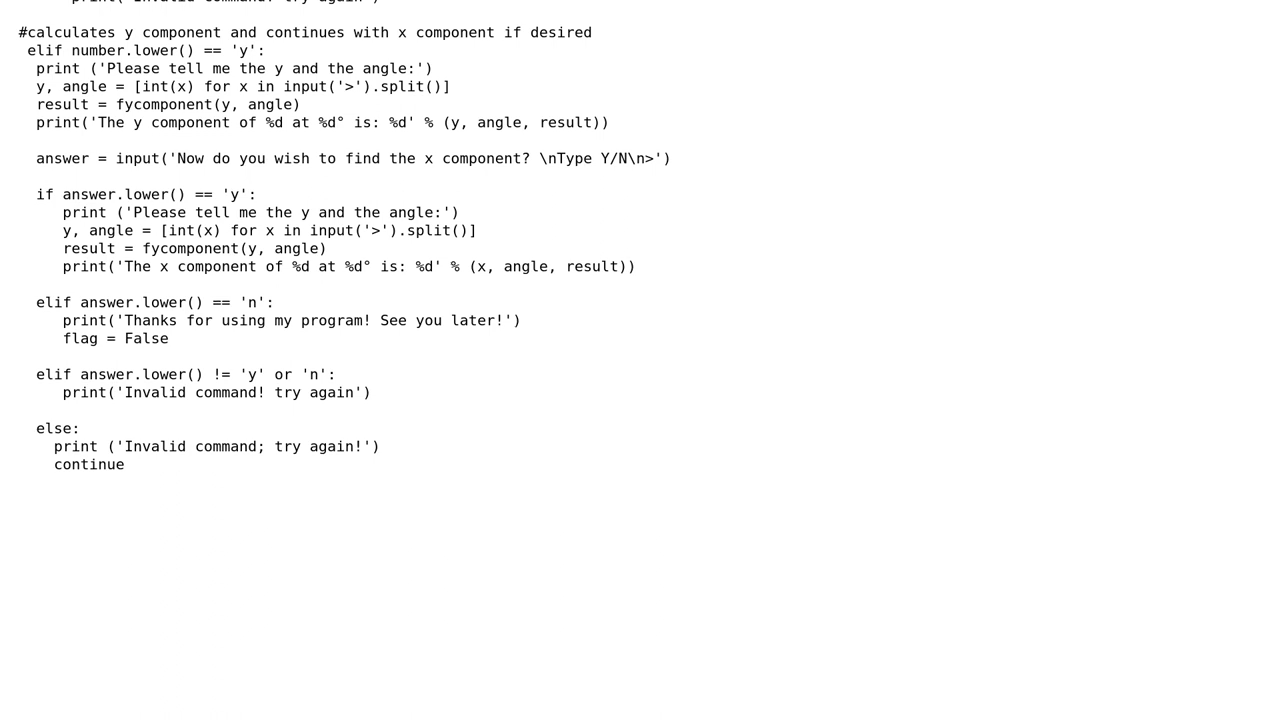 print('Invalid command! try again')
#calculates y component and continues with x component if desired
elif number.lower() == 'y':
print ('Please tell me the y and the angle:')
y, angle = [int(x) for x in input('>').split()]
result = fycomponent(y, angle)
print('The y component of %d at %d° is: %d' % (y, angle, result))
answer = input('Now do you wish to find the x component? \nType Y/N\n>')
if answer.lower() == 'y':
print ('Please tell me the y and the angle:')
y, angle = [int(x) for x in input('>').split()]
result = fycomponent(y, angle)
print('The x component of %d at %d° is: %d' % (x, angle, result))
elif answer.lower() == 'n':
print('Thanks for using my program! See you later!')
flag = False
elif answer.lower() != 'y' or 'n':
print('Invalid command! try again')
else:
print ('Invalid command; try again!')
continue